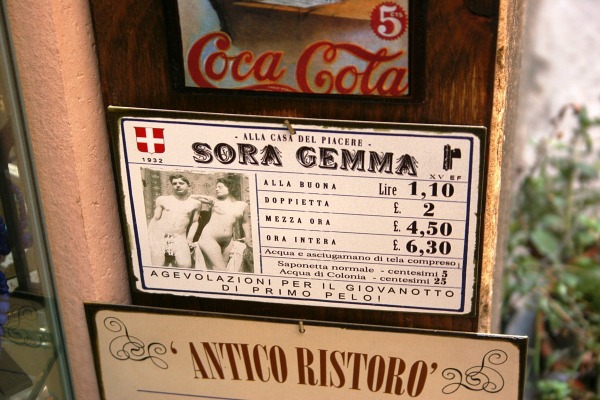 5
CTS
Coca Cola
- ALLA CASA DEL PIACERE -
SORA GEMMA
1932
XV EF
ALLA BUONA Lire 1,10
DOPPIETTA £. 2
MEZZA ORA £. 4,50
ORA INTERA £. 6,30
Acqua e asciugamano di tela compreso
Saponetta normale - centesimi 5
Acqua di Colonia - centesimi 25
AGEVOLAZIONI PER IL GIOVANOTTO
DI PRIMO PELO!
'ANTICO RISTORO'